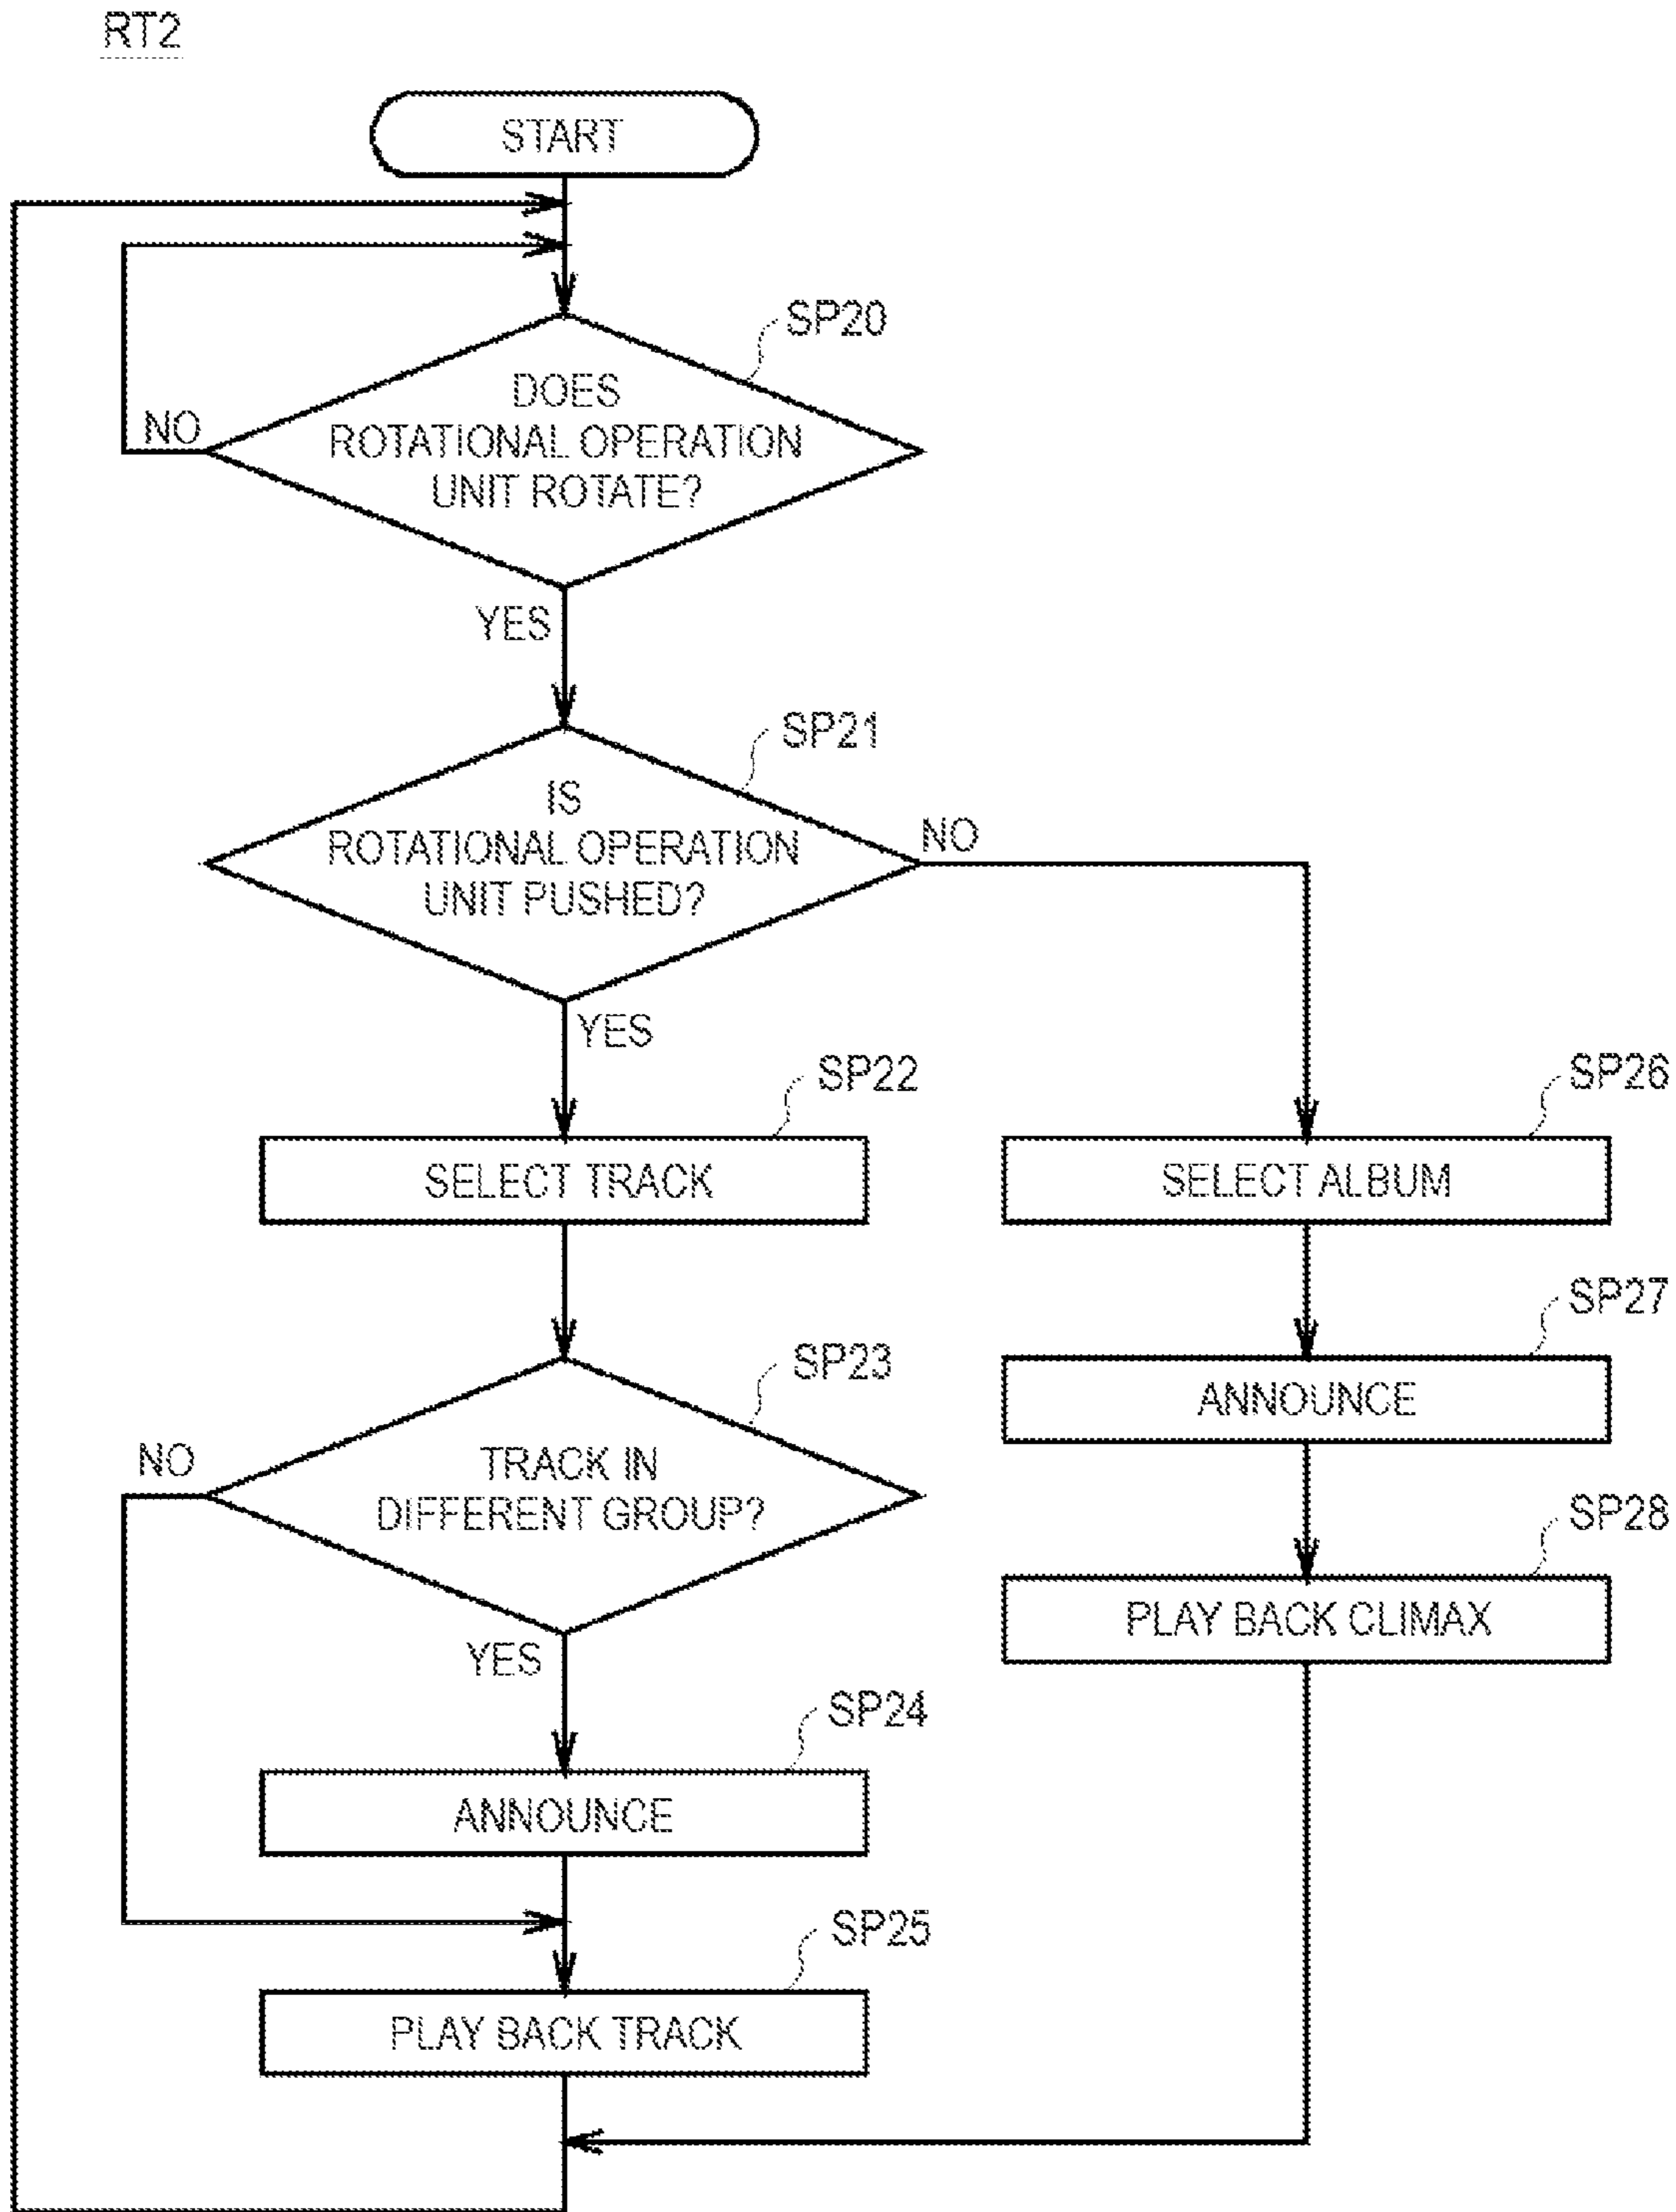 RT2
START
SP20
DOES
ROTATIONAL OPERATION
UNIT ROTATE?
NO
YES
SP21
IS
ROTATIONAL OPERATION
UNIT PUSHED?
NO
YES
SP22
SELECT TRACK
SP26
SELECT ALBUM
SP23
TRACK IN
DIFFERENT GROUP?
NO
YES
SP27
ANNOUNCE
SP28
PLAY BACK CLIMAX
SP24
ANNOUNCE
SP25
PLAY BACK TRACK